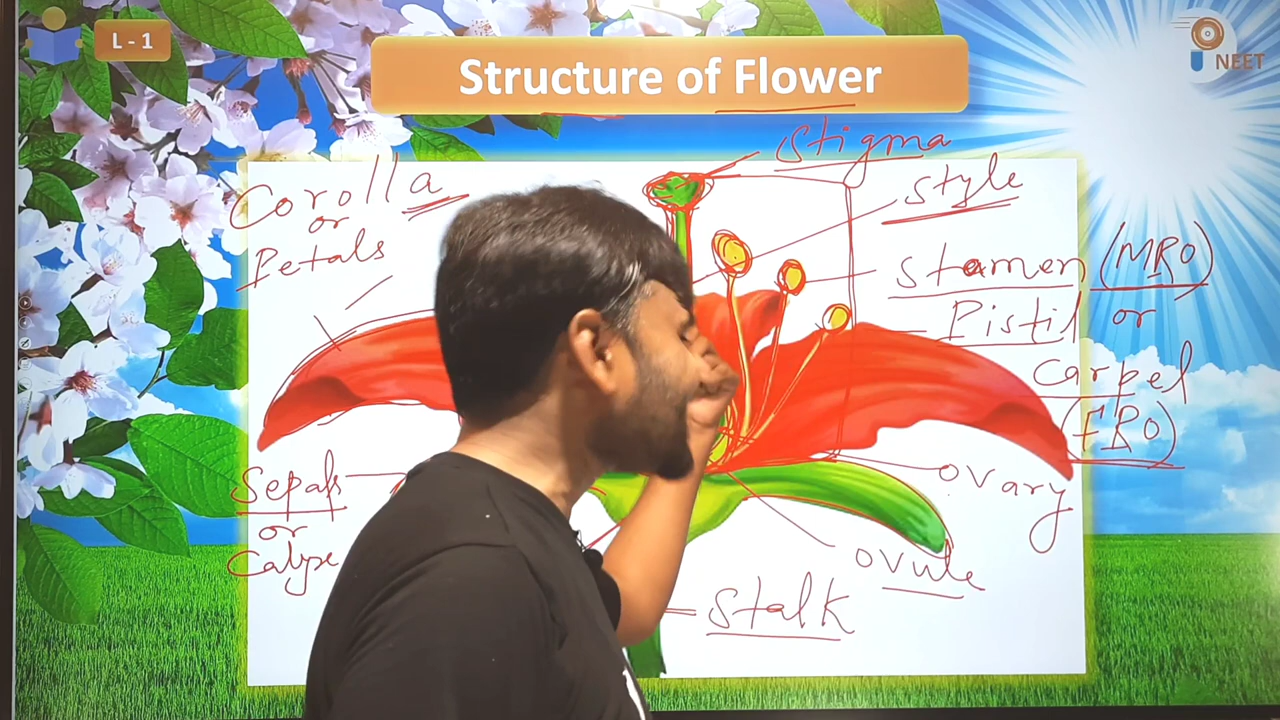 L - 1
Structure of Flower
NEET
Stigma
Corolla
or
Petals
Style
Stamen (MRO)
Pistil or
Carpel
(FRO)
Sepals
or
Calyx
Ovary
Ovule
Stalk